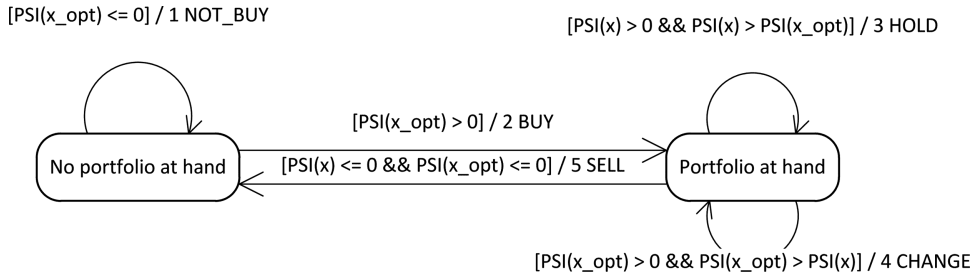 [PSI(x_opt) <= 0] / 1 NOT_BUY
[PSI(x) > 0 && PSI(x) > PSI(x_opt)] / 3 HOLD
[PSI(x_opt) > 0] / 2 BUY
No portfolio at hand
[PSI(x) <= 0 && PSI(x_opt) <= 0] / 5 SELL
Portfolio at hand
[PSI(x_opt) > 0 && PSI(x_opt) > PSI(x)] / 4 CHANGE